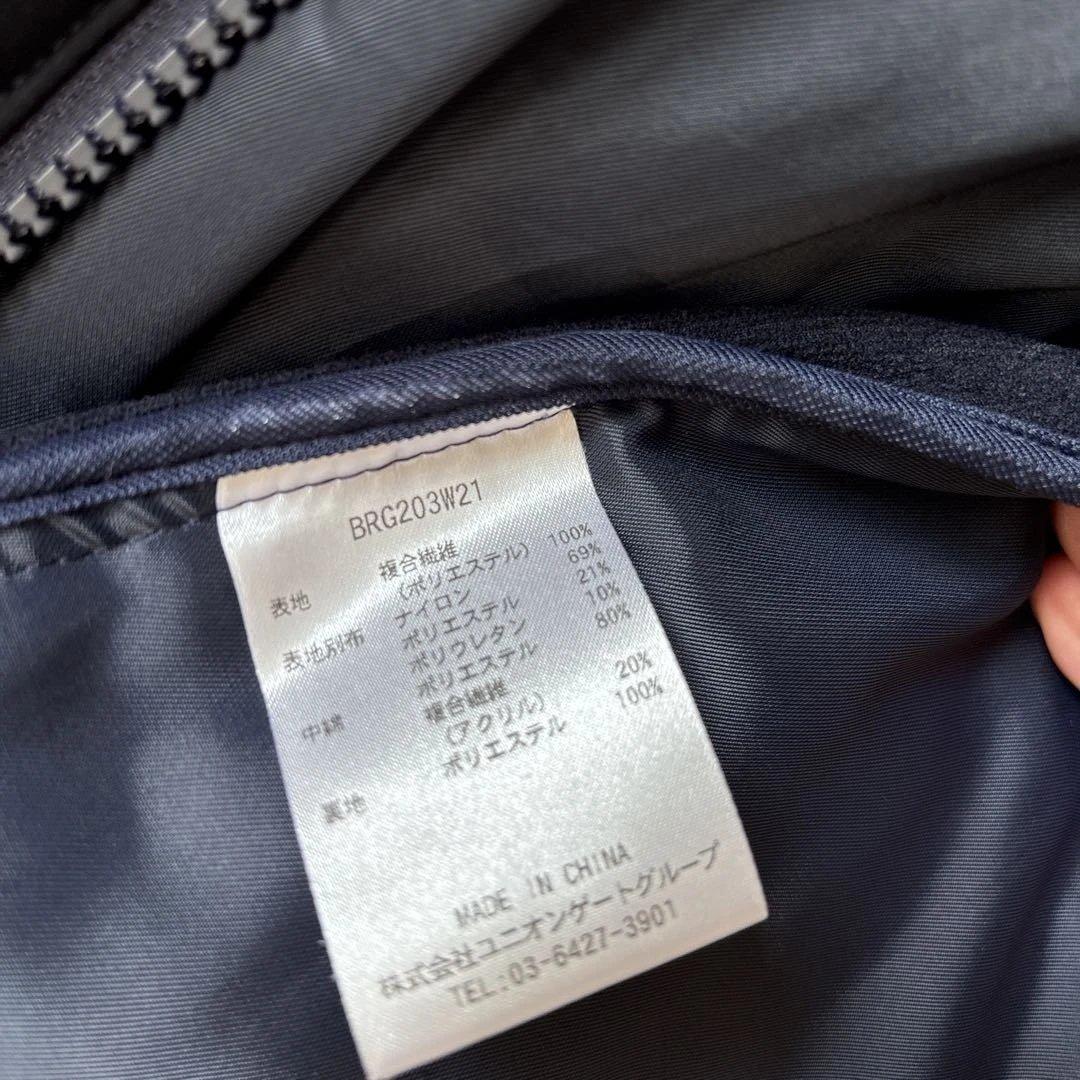 BRG203W21
表地 複合繊維
(ポリエステル) 100%
表地別布 ナイロン 69%
ポリエステル 21%
ポリウレタン 10%
中綿 ポリエステル 80%
複合繊維
(アクリル) 20%
裏地 ポリエステル 100%
MADE IN CHINA
株式会社ユニオンゲートグループ
TEL:03-6427-3901